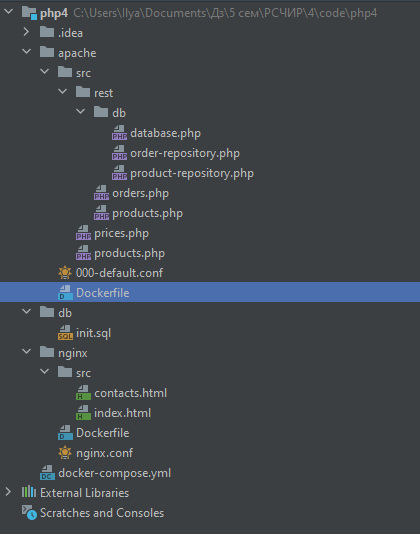 php4 C:\Users\Ilya\Documents\Дз\5 сем\РСЧИР\4\code\php4
.idea
apache
src
rest
db
database.php
order-repository.php
product-repository.php
orders.php
products.php
prices.php
products.php
000-default.conf
Dockerfile
db
init.sql
nginx
src
contacts.html
index.html
Dockerfile
nginx.conf
docker-compose.yml
External Libraries
Scratches and Consoles